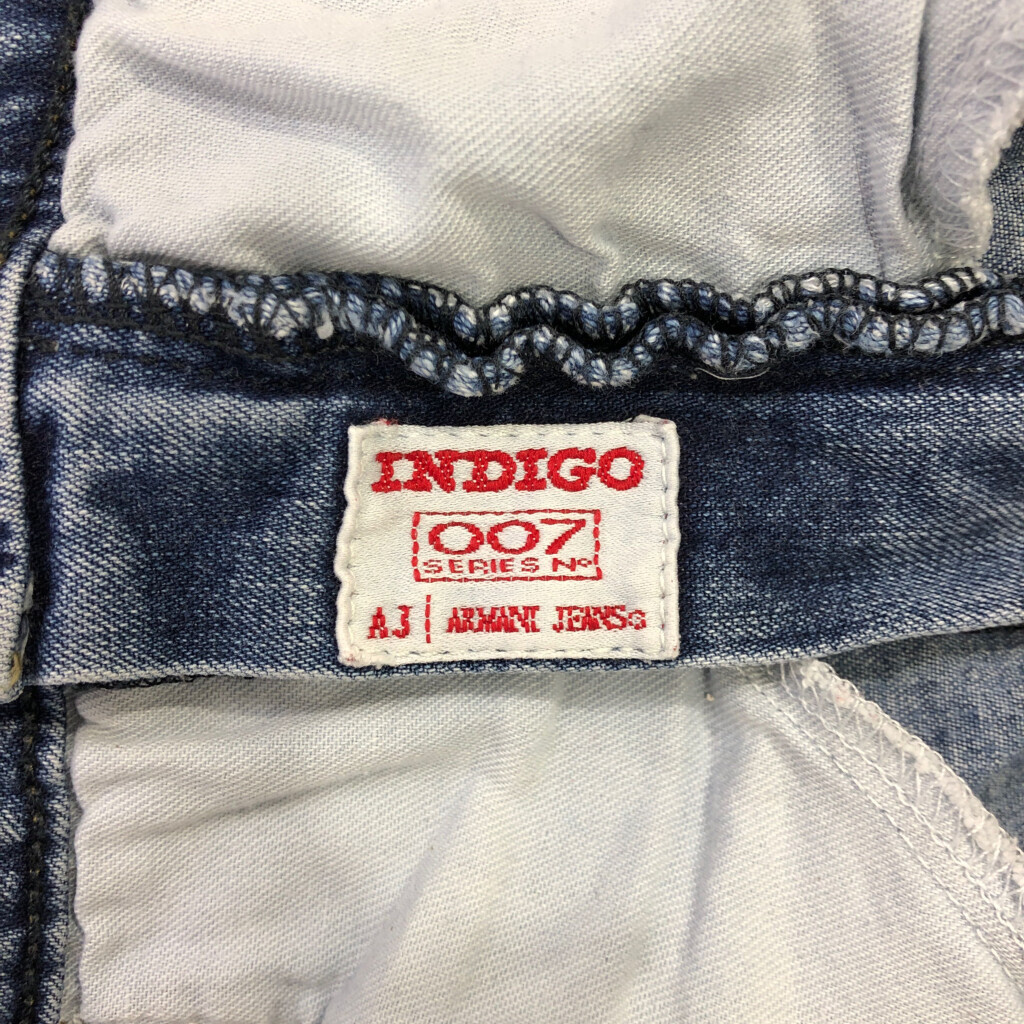 INDIGO
007
SERIES Nº
AJ | ARMANI JEANS®